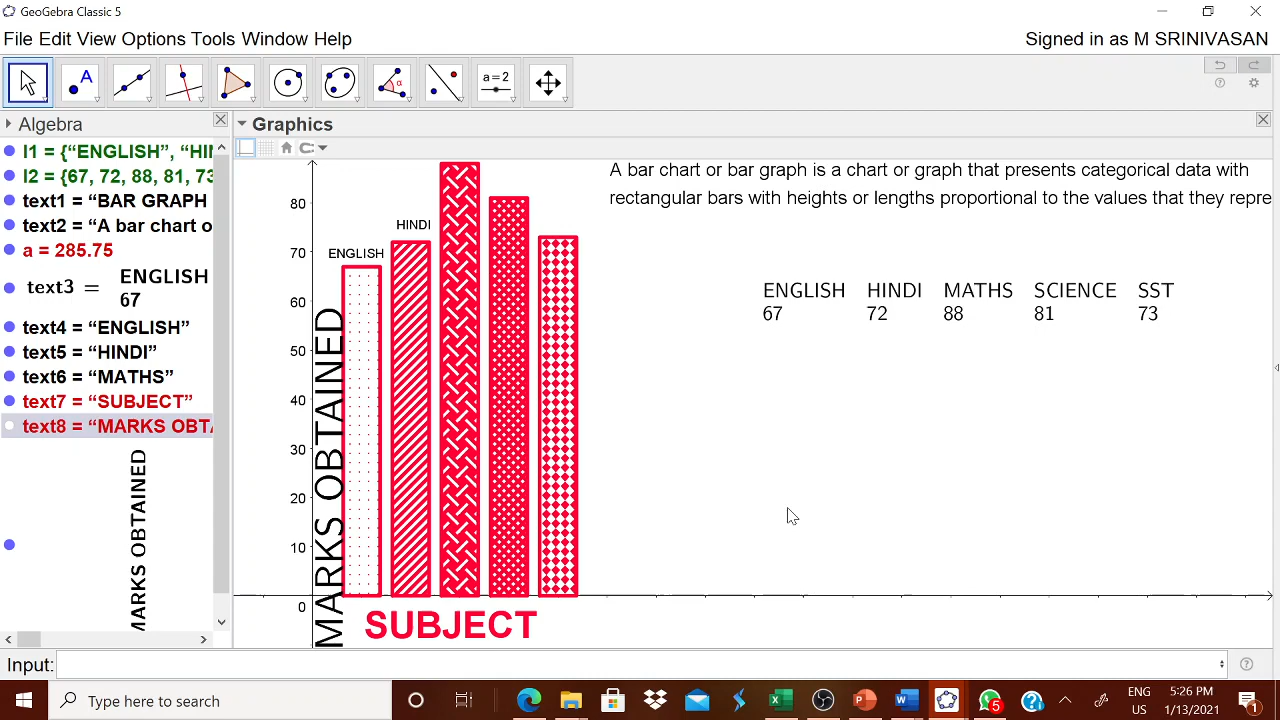 GeoGebra Classic 5
File Edit View Options Tools Window Help
Signed in as M SRINIVASAN
A
α
a = 2
Algebra
Graphics
l1 = {“ENGLISH”, “HIN
l2 = {67, 72, 88, 81, 73
text1 = “BAR GRAPH
text2 = “A bar chart o
a = 285.75
text3 = ENGLISH
67
text4 = “ENGLISH”
text5 = “HINDI”
text6 = “MATHS”
text7 = “SUBJECT”
text8 = “MARKS OBTA
MARKS OBTAINED
A bar chart or bar graph is a chart or graph that presents categorical data with
rectangular bars with heights or lengths proportional to the values that they repre
80
70
60
50
40
30
20
10
0
HINDI
ENGLISH
MARKS OBTAINED
SUBJECT
ENGLISH HINDI MATHS SCIENCE SST
67 72 88 81 73
Input:
Type here to search
5
ENG
US
5:26 PM
1/13/2021
1